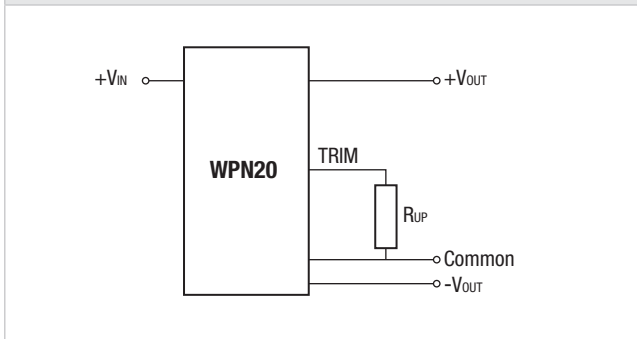 +VIN
+VOUT
TRIM
WPN20
RUP
Common
-VOUT